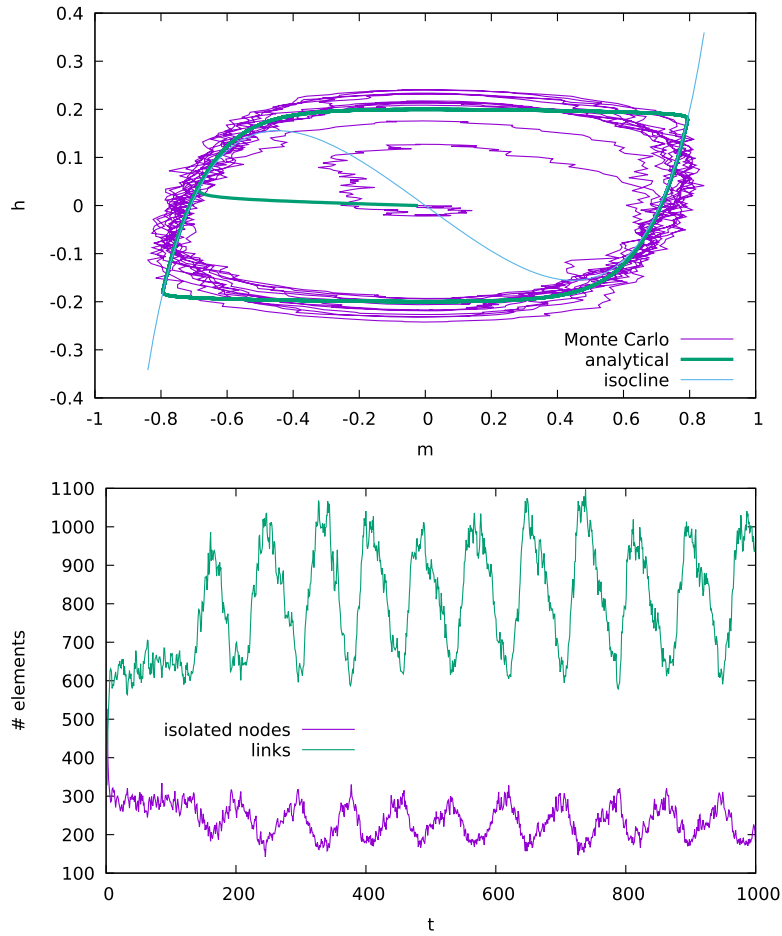 0.4
0.3
0.2
0.1
0
-0.1
-0.2
-0.3
-0.4
h
Monte Carlo
analytical
isocline
-1 -0.8 -0.6 -0.4 -0.2 0 0.2 0.4 0.6 0.8 1
m
1100
1000
900
800
700
600
500
400
300
200
100
# elements
isolated nodes
links
0 200 400 600 800 1000
t